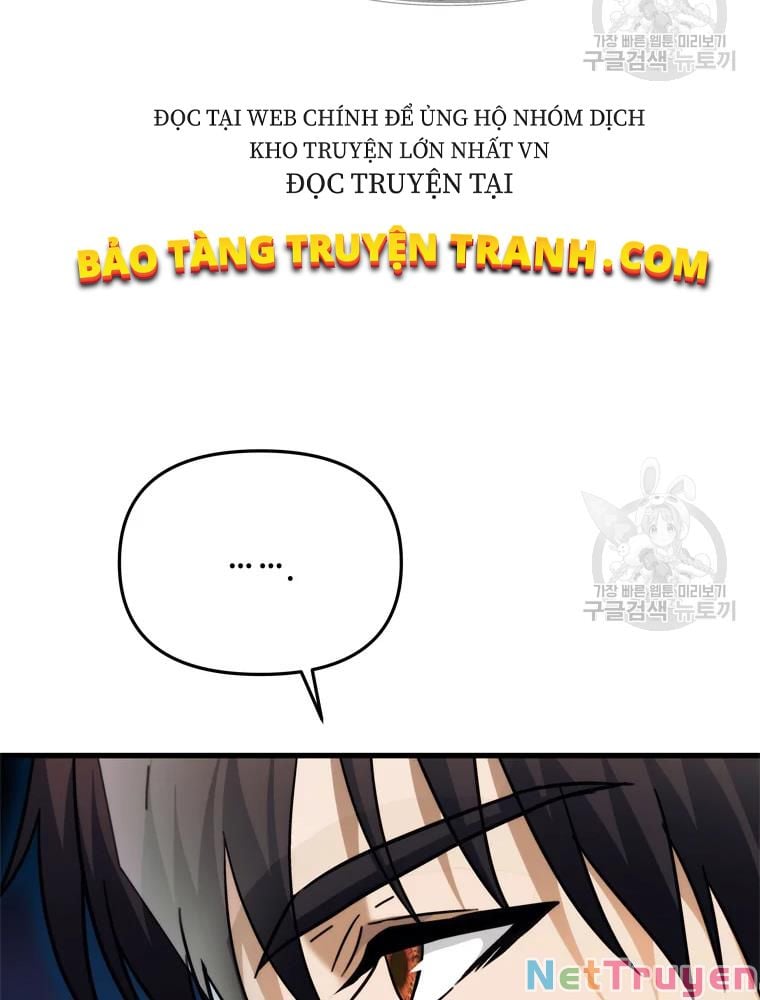 가장 빠른 웹툰 미리보기
구글검색 뉴토끼
ĐỌC TẠI WEB CHÍNH ĐỂ ỦNG HỘ NHÓM DỊCH
KHO TRUYỆN LỚN NHẤT VN
ĐỌC TRUYỆN TẠI
BẢO TÀNG TRUYỆN TRANH.COM
... ....
가장 빠른 웹툰 미리보기
구글검색 뉴토끼
NetTruyen